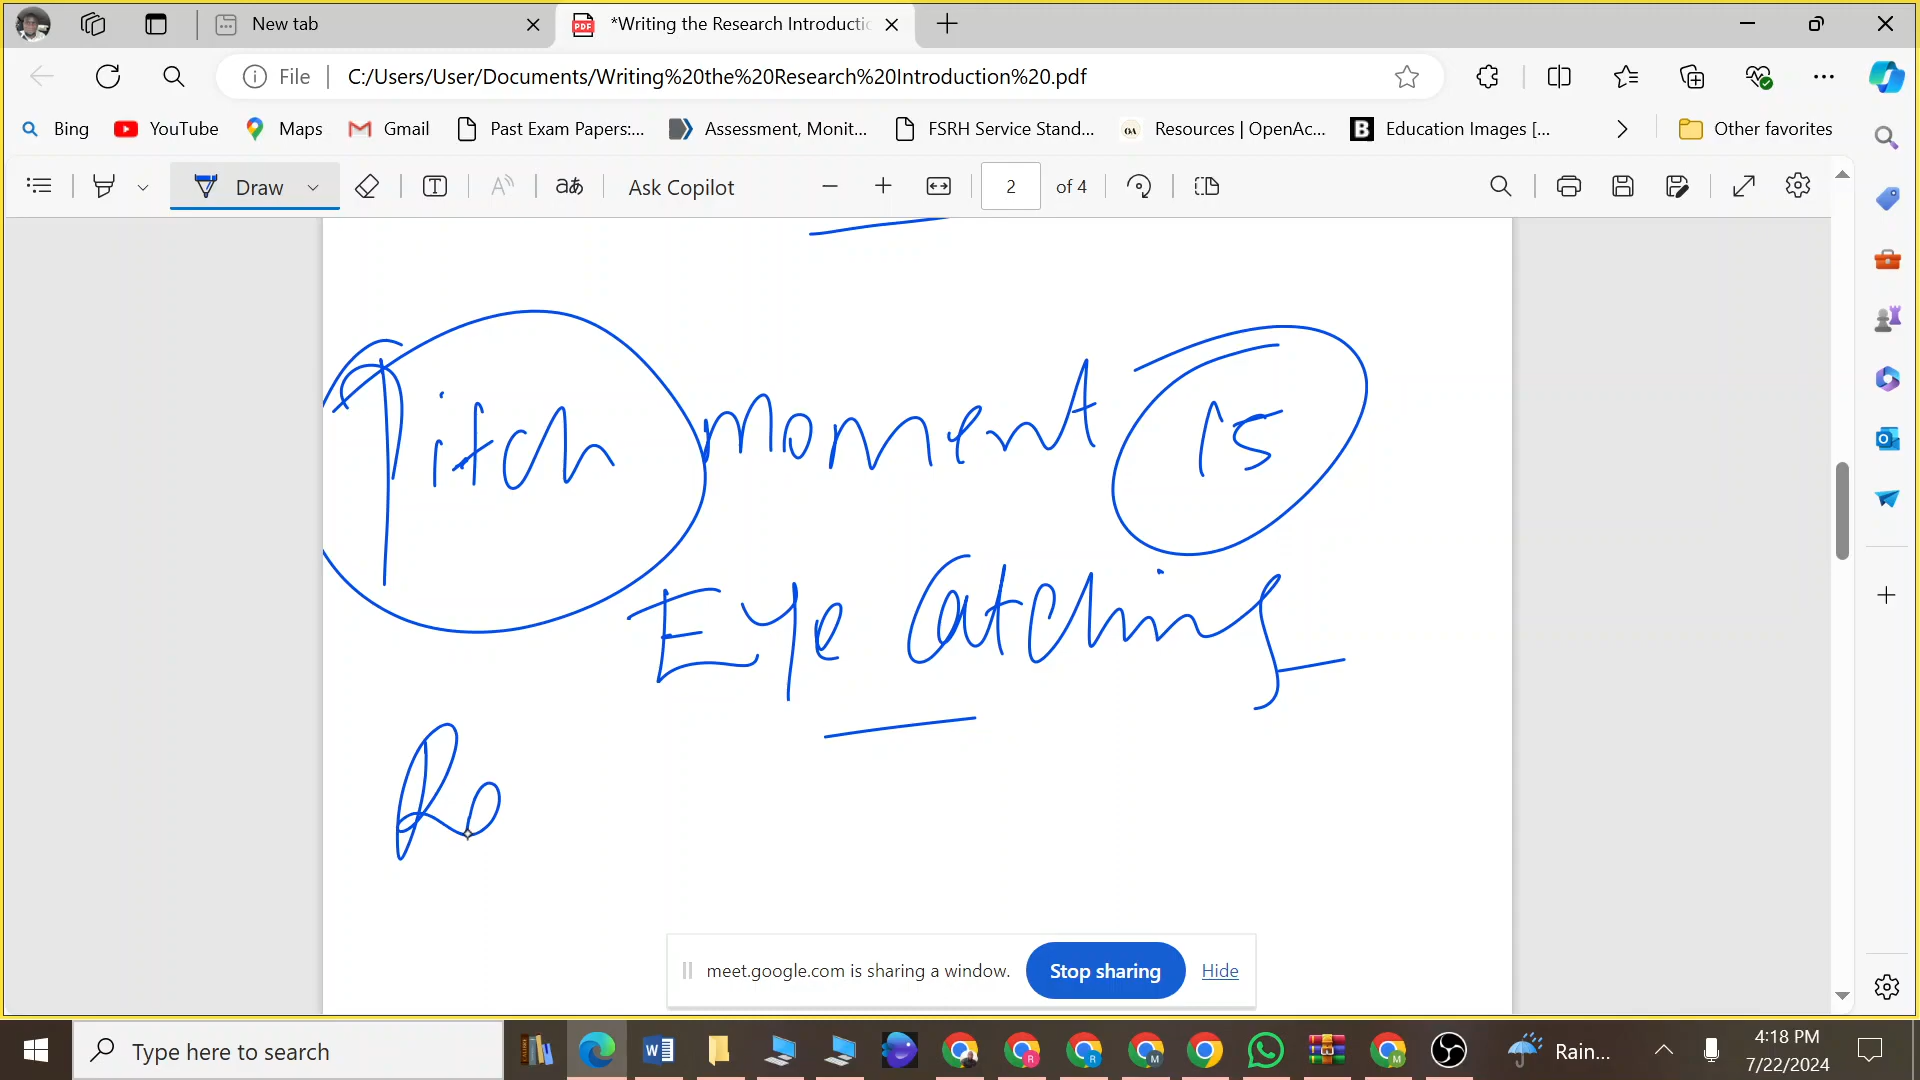 New tab
*Writing the Research Introductic
File
C:/Users/User/Documents/Writing%20the%20Research%20Introduction%20.pdf
Bing
YouTube
Maps
Gmail
Past Exam Papers:...
Assessment, Monit...
FSRH Service Stand...
Resources | OpenAc...
Education Images [...
Other favorites
Draw
Ask Copilot
2 of 4
Pitch moment is
Eye Catching
Re
meet.google.com is sharing a window.
Stop sharing
Hide
Type here to search
Rain...
4:18 PM
7/22/2024